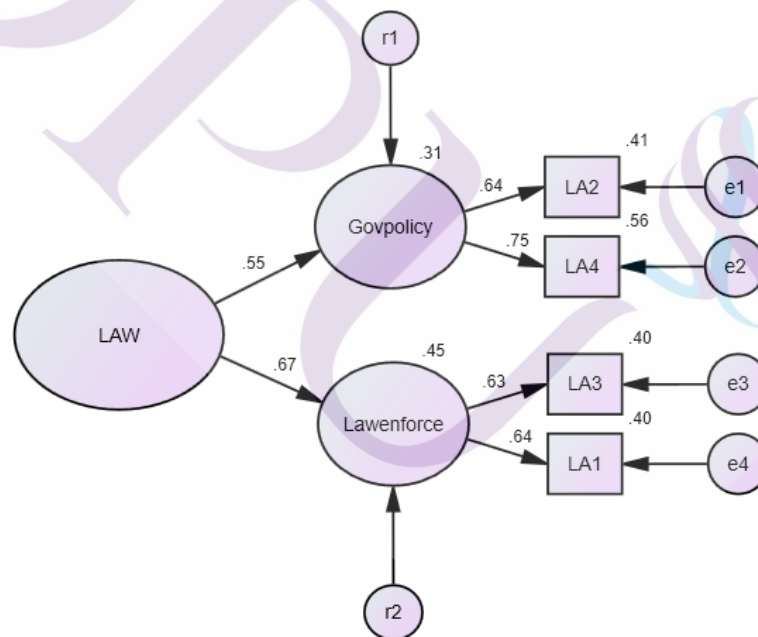 r1
.31
.41
.64
LA2
e1
Govpolicy
.56
.75
LA4
e2
.55
LAW
.67
.45
.40
.63
LA3
e3
Lawenforce
.40
.64
LA1
e4
r2